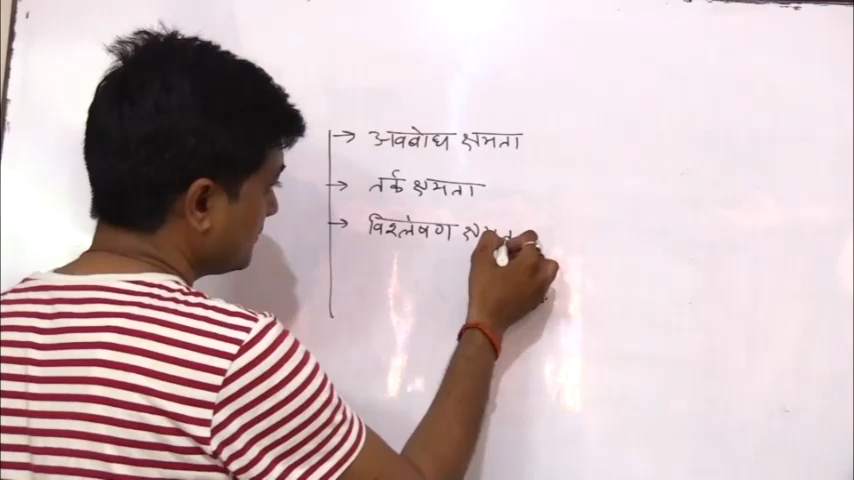 → अवबोध क्षमता
→ तर्क क्षमता
→ विश्लेषण